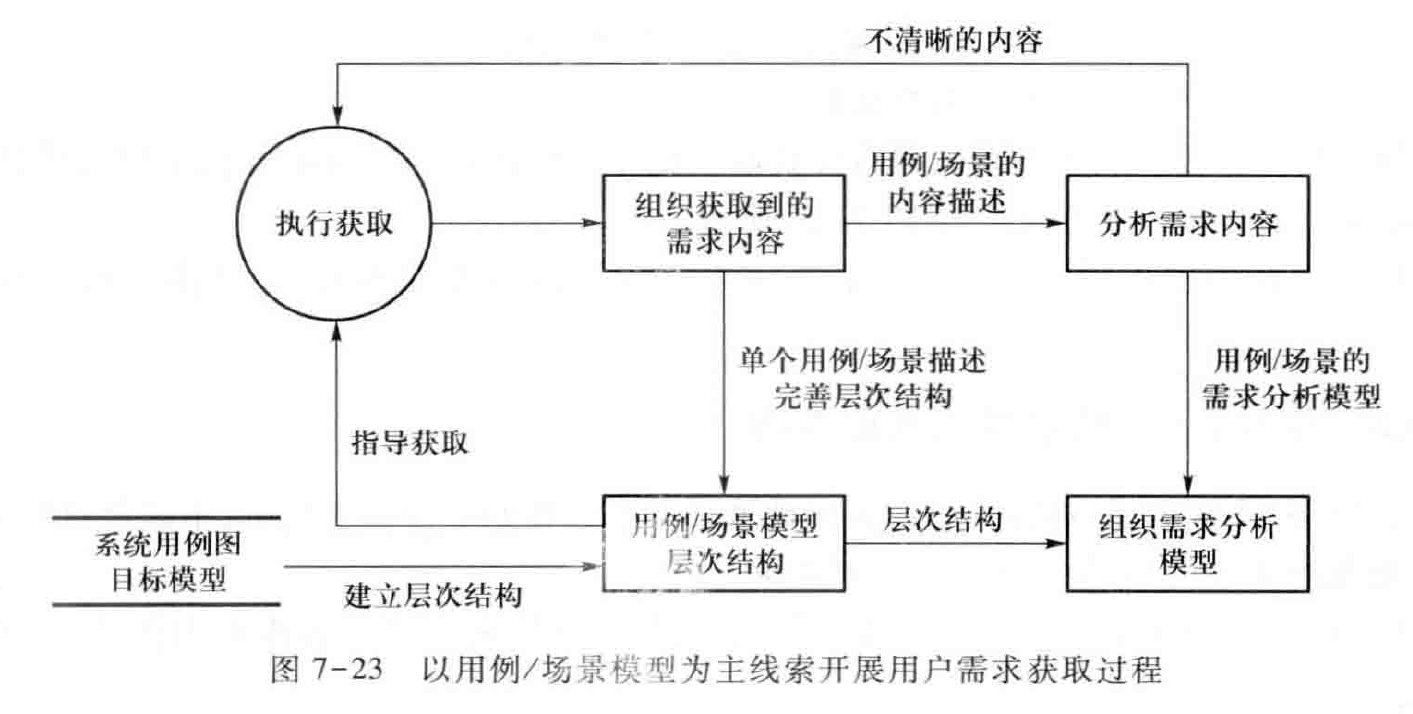 不清晰的内容
执行获取
组织获取到的
需求内容
用例/场景的
内容描述
分析需求内容
单个用例/场景描述
完善层次结构
用例/场景的
需求分析模型
指导获取
系统用例图
目标模型
建立层次结构
用例/场景模型
层次结构
层次结构
组织需求分析
模型
图 7-23 以用例/场景模型为主线索开展用户需求获取过程